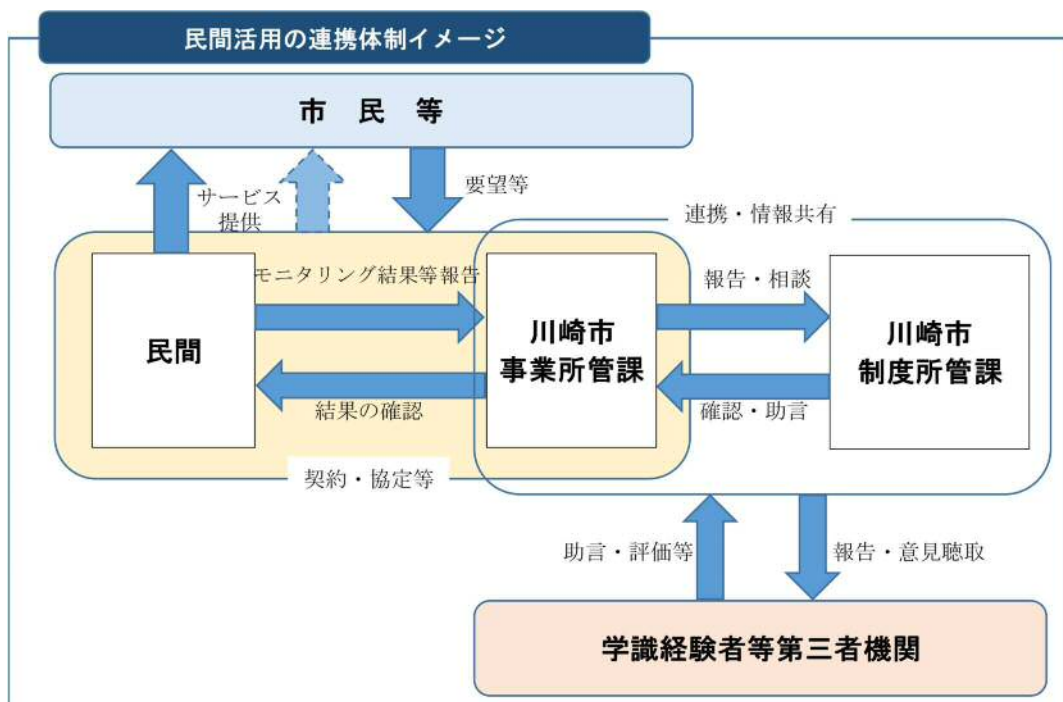 民間活用の連携体制イメージ
市 民 等
サービス
提供
要望等
連携・情報共有
モニタリング結果等報告
報告・相談
民間
川崎市
事業所管課
川崎市
制度所管課
結果の確認
確認・助言
契約・協定等
助言・評価等
報告・意見聴取
学識経験者等第三者機関